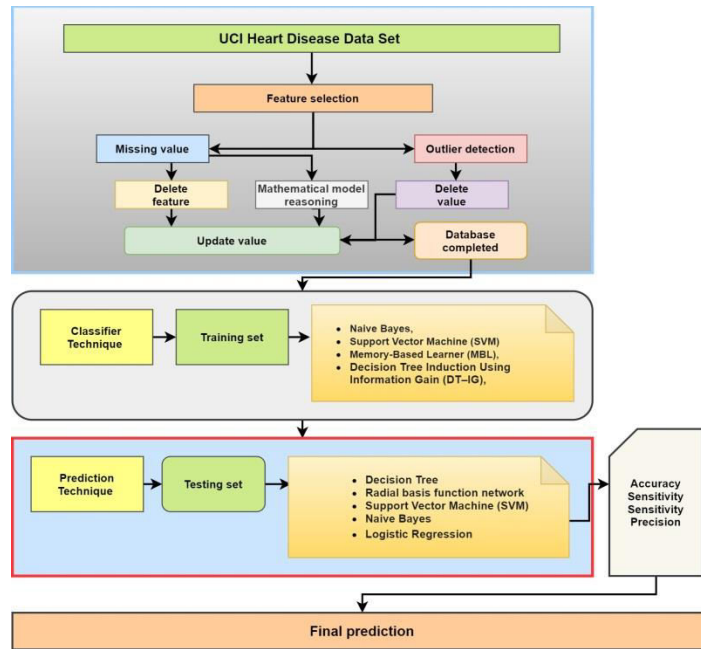 UCI Heart Disease Data Set
Feature selection
Missing value
Outlier detection
Delete
feature
Mathematical model
reasoning
Delete
value
Update value
Database
completed
Classifier
Technique
Training set
• Naive Bayes,
• Support Vector Machine (SVM)
• Memory-Based Learner (MBL),
• Decision Tree Induction Using
Information Gain (DT–IG),
Prediction
Technique
Testing set
• Decision Tree
• Radial basis function network
• Support Vector Machine (SVM)
• Naive Bayes
• Logistic Regression
Accuracy
Sensitivity
Sensitivity
Precision
Final prediction